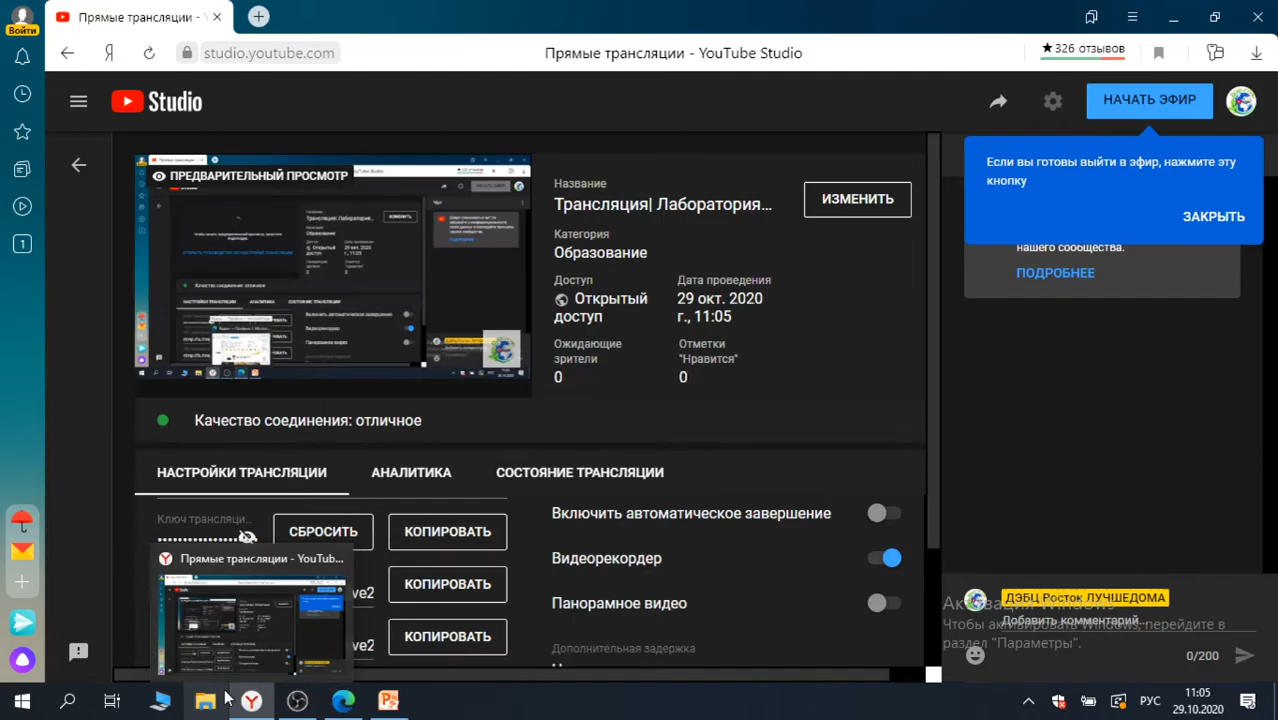 Войти
Прямые трансляции -
studio.youtube.com
Прямые трансляции - YouTube Studio
★326 отзывов
Studio
НАЧАТЬ ЭФИР
Если вы готовы выйти в эфир, нажмите эту
кнопку
ЗАКРЫТЬ
нашего сообщества.
ПОДРОБНЕЕ
1
ПРЕДВАРИТЕЛЬНЫЙ ПРОСМОТР
Название
Трансляция| Лаборатория...
ИЗМЕНИТЬ
Категория
Образование
Доступ
Открытый
доступ
Дата проведения
29 окт. 2020
г., 11:05
Ожидающие
зрители
0
Отметки
"Нравится"
0
Качество соединения: отличное
НАСТРОЙКИ ТРАНСЛЯЦИИ
АНАЛИТИКА
СОСТОЯНИЕ ТРАНСЛЯЦИИ
Ключ трансляци...
СБРОСИТЬ
КОПИРОВАТЬ
Включить автоматическое завершение
Прямые трансляции - YouTub...
Видеорекордер
ve2
КОПИРОВАТЬ
Панорамное видео
ve2
КОПИРОВАТЬ
Дополнительная задержка
ДЭБЦ Росток ЛУЧШЕДОМА
Добавить комментарий...
Активация Windows
Чтобы активировать Windows, перейдите в
раздел "Параметры".
0/200
РУС
11:05
29.10.2020